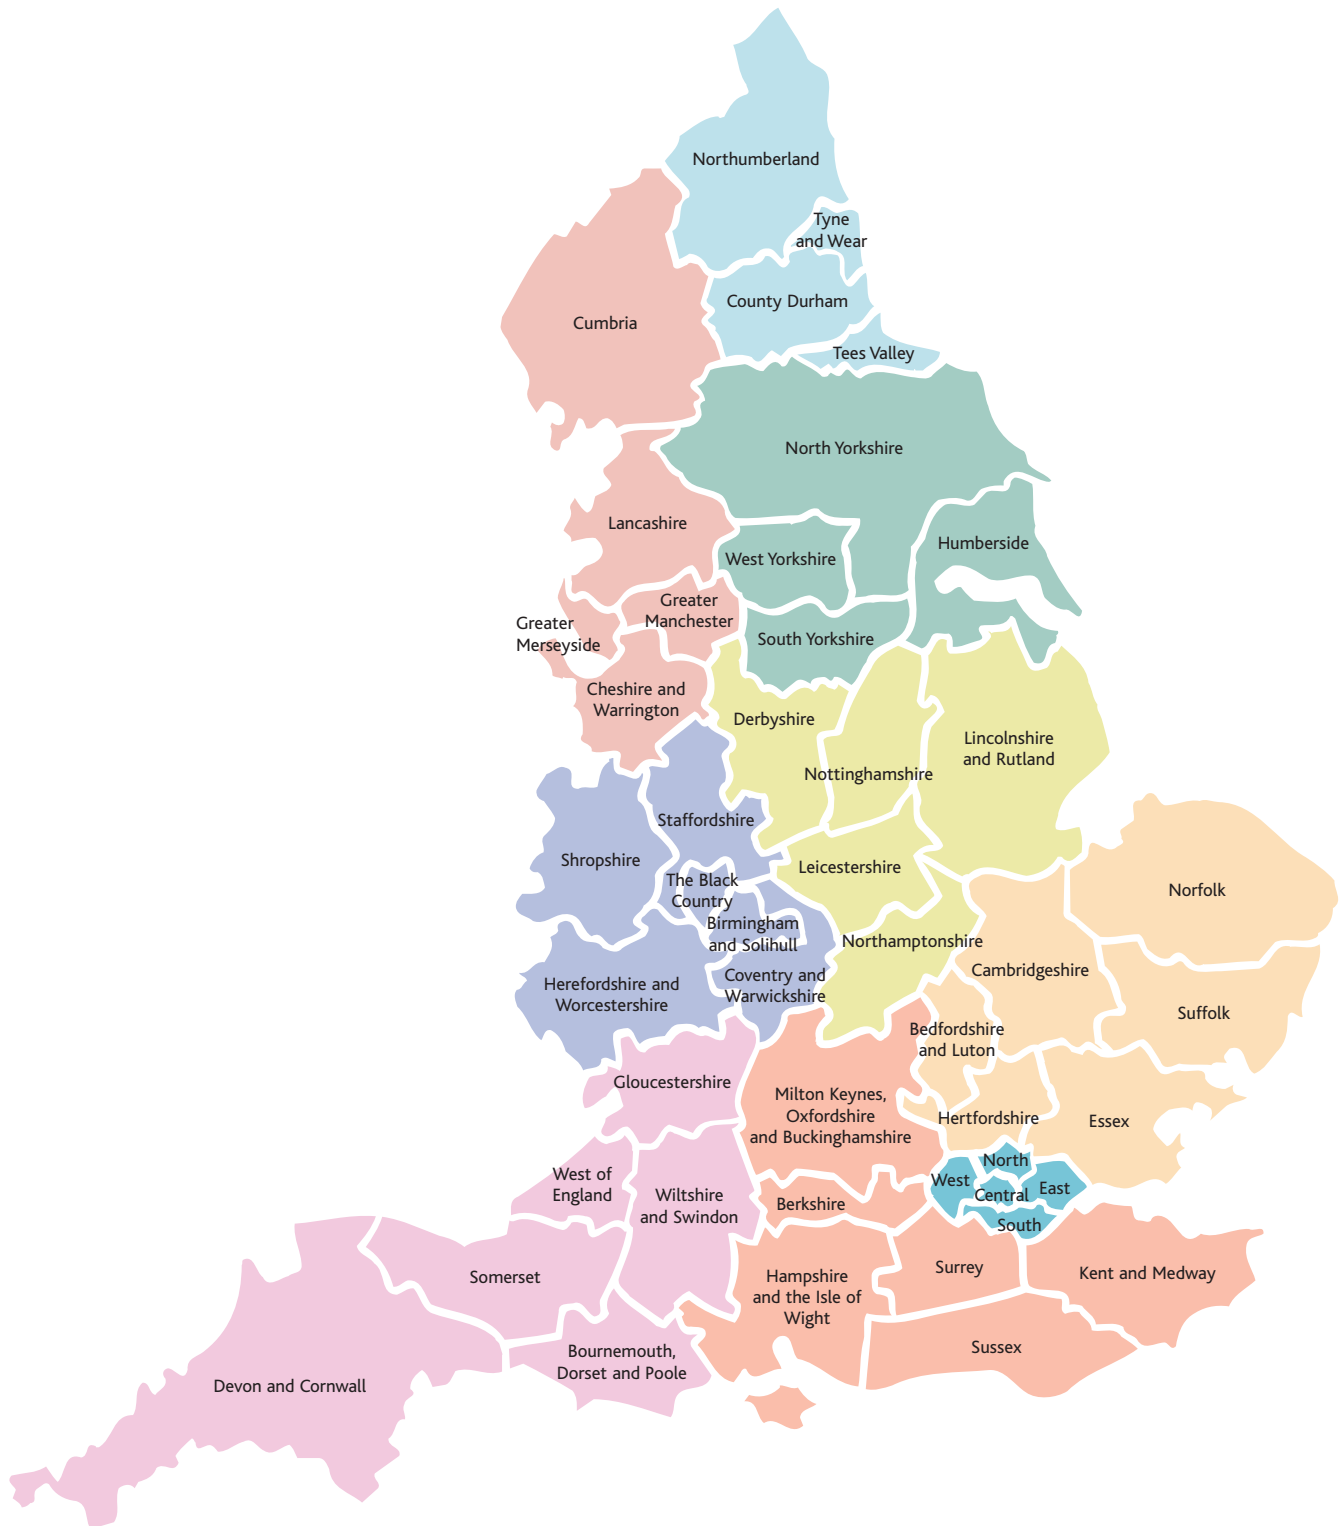 Northumberland
Tyne
and Wear
County Durham
Cumbria
Tees Valley
North Yorkshire
Lancashire
Humberside
West Yorkshire
Greater
Manchester
Greater
Merseyside
South Yorkshire
Cheshire and
Warrington
Derbyshire
Lincolnshire
and Rutland
Nottinghamshire
Staffordshire
Shropshire
Leicestershire
The Black
Country
Norfolk
Birmingham
and Solihull
Northamptonshire
Cambridgeshire
Coventry and
Warwickshire
Herefordshire and
Worcestershire
Suffolk
Bedfordshire
and Luton
Gloucestershire
Milton Keynes,
Oxfordshire
and Buckinghamshire
Hertfordshire
Essex
North
West
Central
East
South
West of
England
Wiltshire
and Swindon
Berkshire
Somerset
Hampshire
and the Isle of
Wight
Surrey
Kent and Medway
Sussex
Bournemouth,
Dorset and Poole
Devon and Cornwall